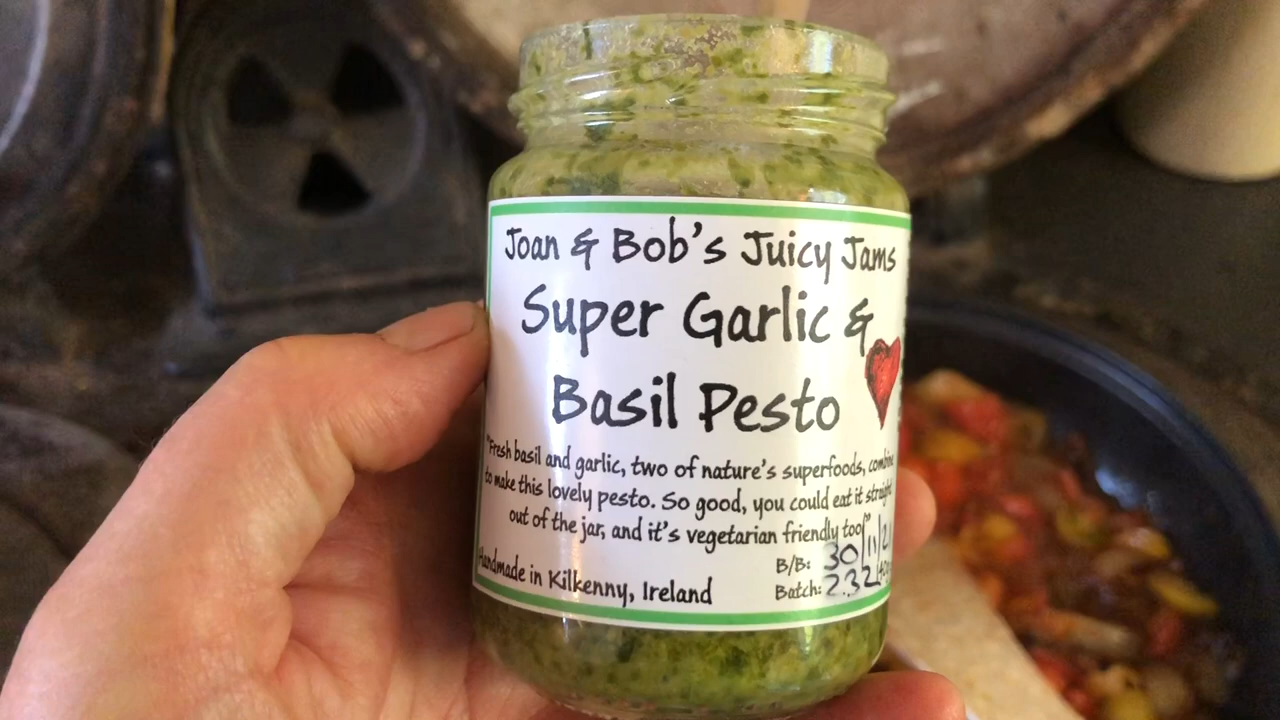 Joan & Bob's Juicy Jams
Super Garlic &
Basil Pesto
"Fresh basil and garlic, two of nature's superfoods, combine
to make this lovely pesto. So good, you could eat it straight
out of the jar, and it's vegetarian friendly too!"
Handmade in Kilkenny, Ireland
B/B: 30/11/21
Batch: 2.32